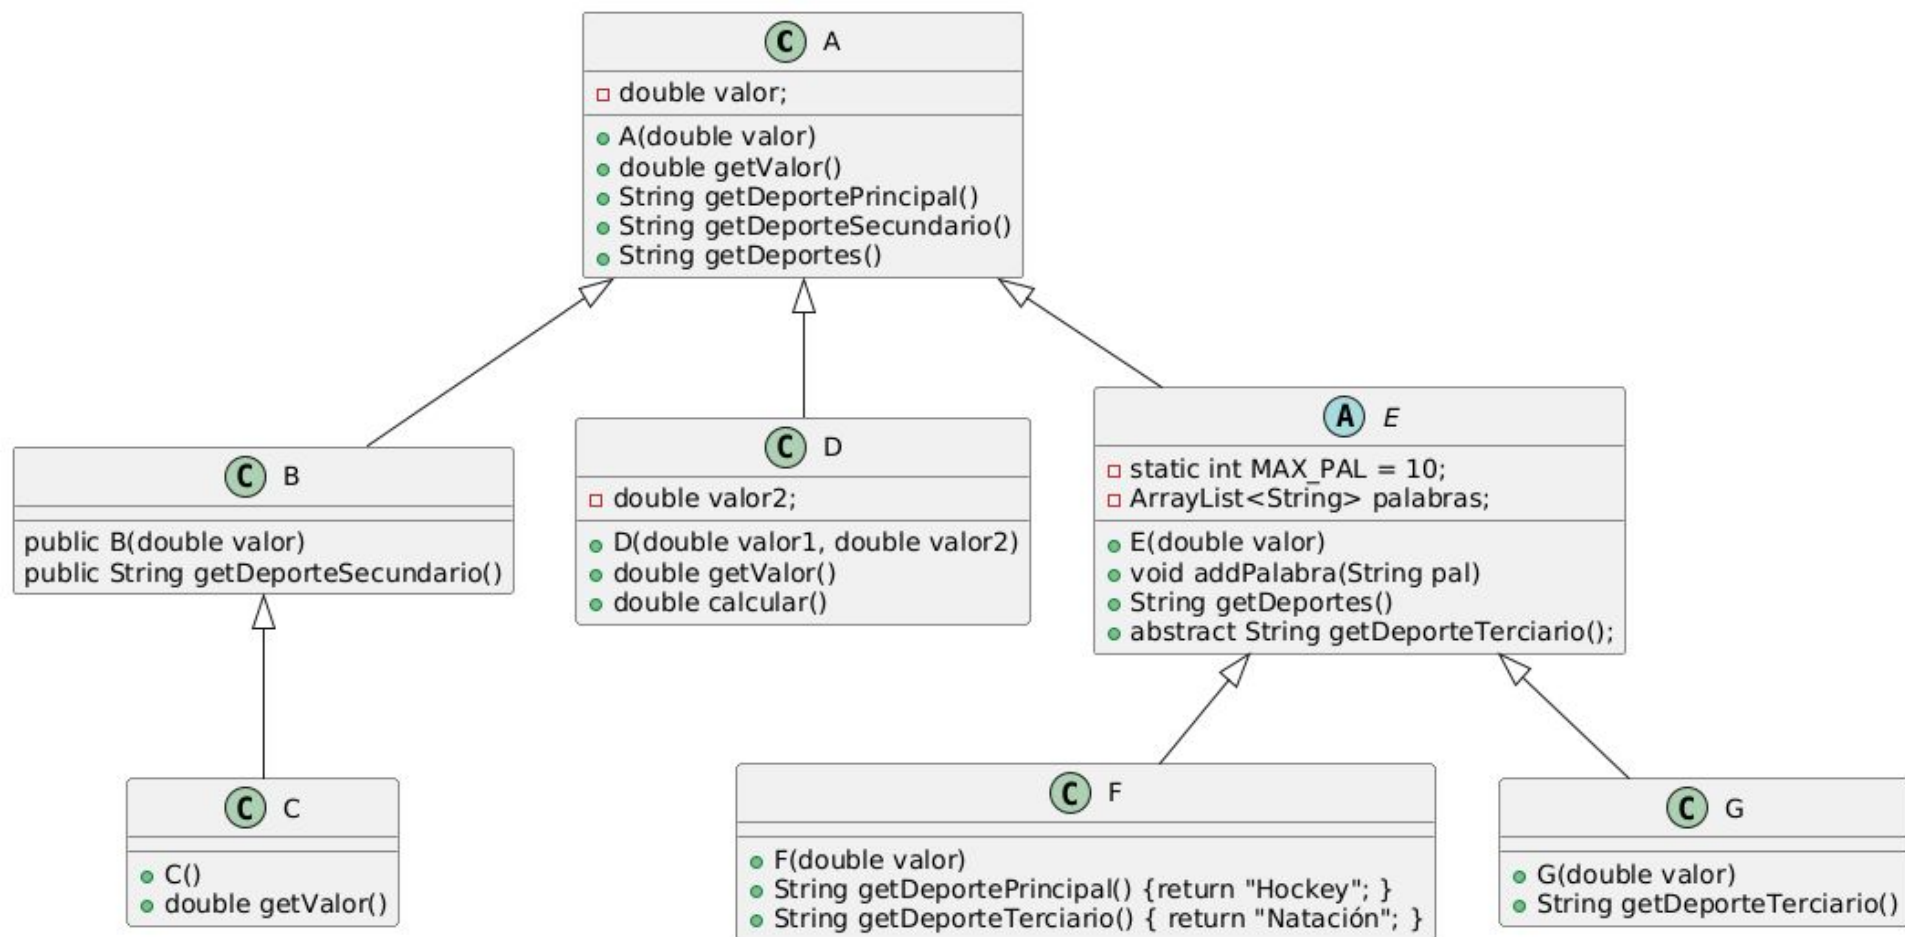 C A
double valor;
A(double valor)
double getValor()
String getDeportePrincipal()
String getDeporteSecundario()
String getDeportes()
C B
public B(double valor)
public String getDeporteSecundario()
C D
double valor2;
D(double valor1, double valor2)
double getValor()
double calcular()
A E
static int MAX_PAL = 10;
ArrayList<String> palabras;
E(double valor)
void addPalabra(String pal)
String getDeportes()
abstract String getDeporteTerciario();
C C
C()
double getValor()
C F
F(double valor)
String getDeportePrincipal() {return "Hockey"; }
String getDeporteTerciario() { return "Natación"; }
C G
G(double valor)
String getDeporteTerciario()